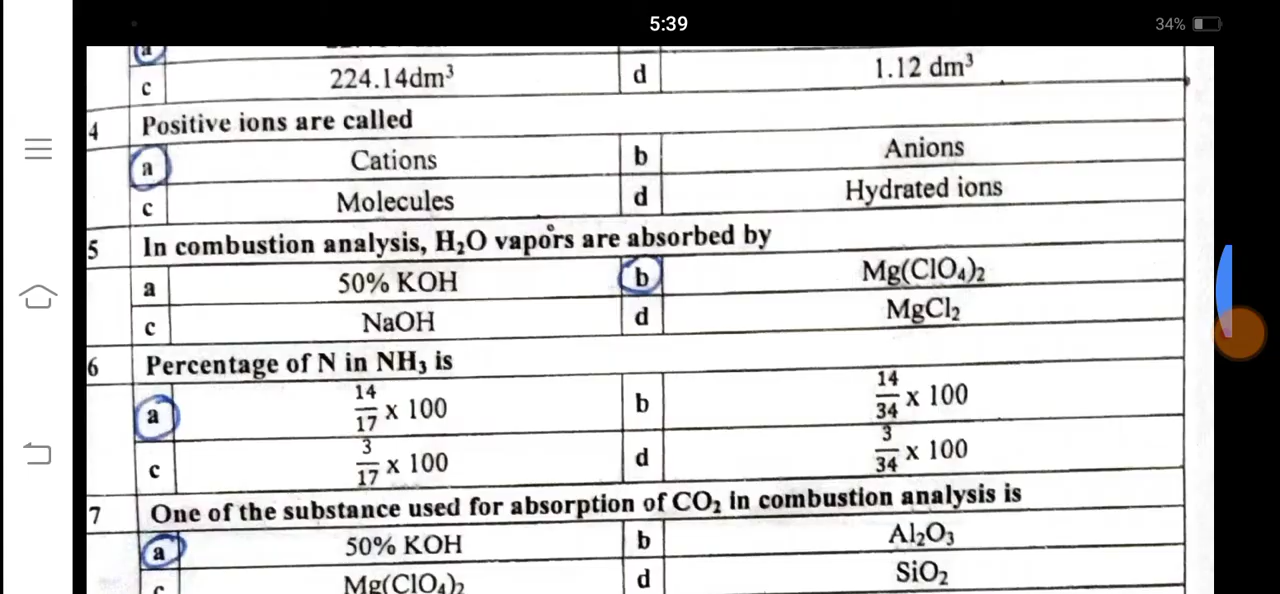 5:39
34%
a
c 224.14dm³ d 1.12 dm³
4 Positive ions are called
a Cations b Anions
c Molecules d Hydrated ions
5 In combustion analysis, H₂O vapors are absorbed by
a 50% KOH b Mg(ClO₄)₂
c NaOH d MgCl₂
6 Percentage of N in NH₃ is
a 14/17 x 100 b 14/34 x 100
c 3/17 x 100 d 3/34 x 100
7 One of the substance used for absorption of CO₂ in combustion analysis is
a 50% KOH b Al₂O₃
c Mg(ClO₄)₂ d SiO₂